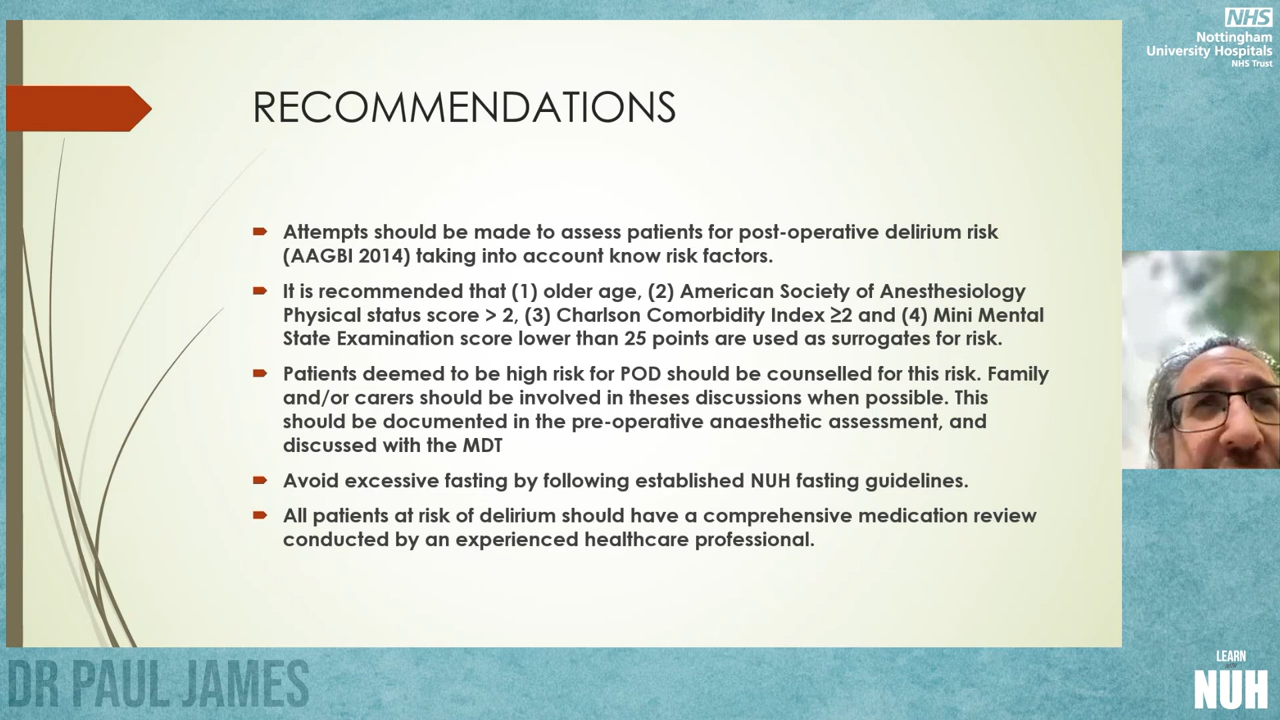 NHS
Nottingham
University Hospitals
NHS Trust
RECOMMENDATIONS
Attempts should be made to assess patients for post-operative delirium risk
(AAGBI 2014) taking into account know risk factors.
It is recommended that (1) older age, (2) American Society of Anesthesiology
Physical status score > 2, (3) Charlson Comorbidity Index ≥2 and (4) Mini Mental
State Examination score lower than 25 points are used as surrogates for risk.
Patients deemed to be high risk for POD should be counselled for this risk. Family
and/or carers should be involved in theses discussions when possible. This
should be documented in the pre-operative anaesthetic assessment, and
discussed with the MDT
Avoid excessive fasting by following established NUH fasting guidelines.
All patients at risk of delirium should have a comprehensive medication review
conducted by an experienced healthcare professional.
DR PAUL JAMES
LEARN
NUH